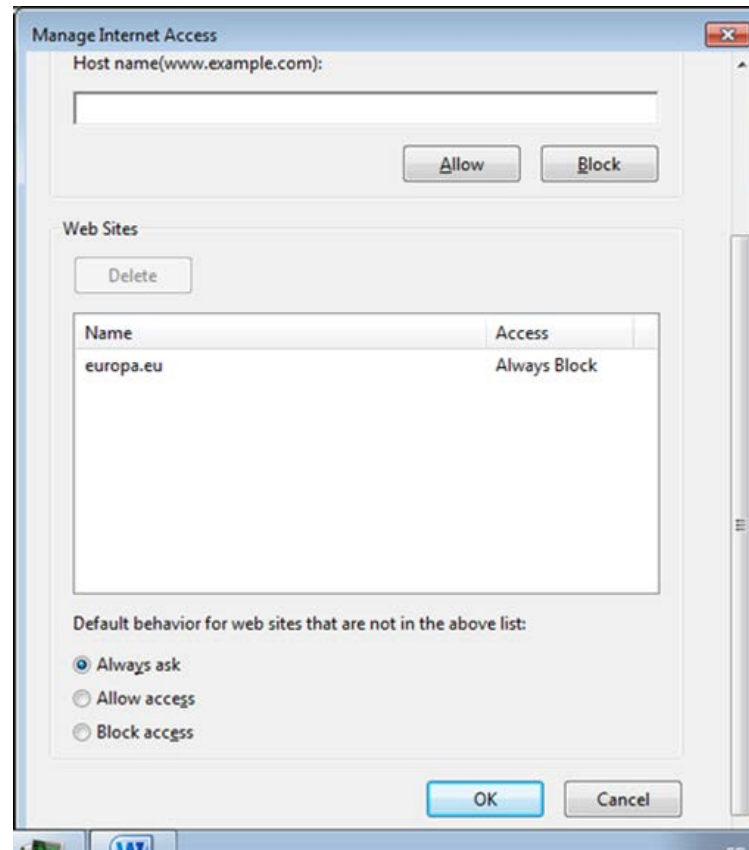 Manage Internet Access
Host name(www.example.com):
Allow Block
Web Sites
Delete
Name Access
europa.eu Always Block
Default behavior for web sites that are not in the above list:
Always ask
Allow access
Block access
OK Cancel